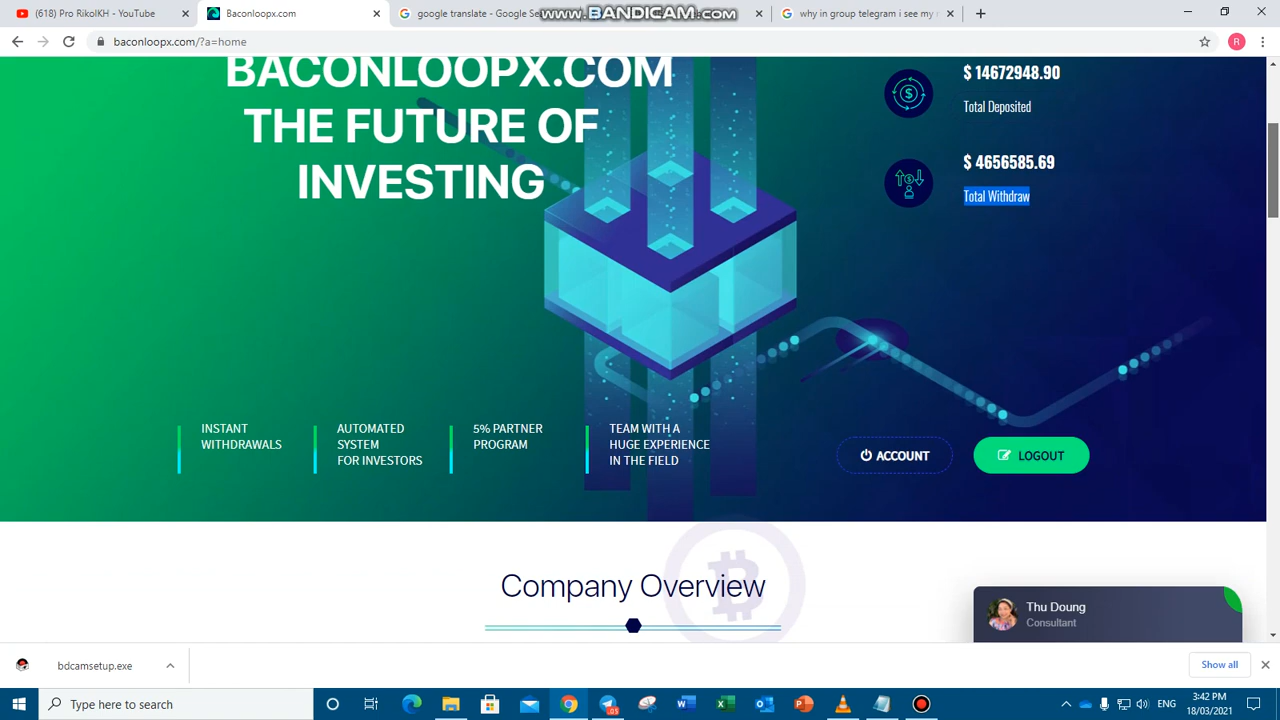 (618) Pro RikolKH - YouTube
Baconloopx.com
google translate - Google Se
WWW.BANDICAM.COM
why in group telegram i see my
baconloopx.com/?a=home
R
BACONLOOPX.COM
THE FUTURE OF
INVESTING
$ 14672948.90
Total Deposited
$ 4656585.69
Total Withdraw
INSTANT
WITHDRAWALS
AUTOMATED
SYSTEM
FOR INVESTORS
5% PARTNER
PROGRAM
TEAM WITH A
HUGE EXPERIENCE
IN THE FIELD
ACCOUNT
LOGOUT
Company Overview
Thu Doung
Consultant
bdcamsetup.exe
Show all
Type here to search
ENG
3:42 PM
18/03/2021